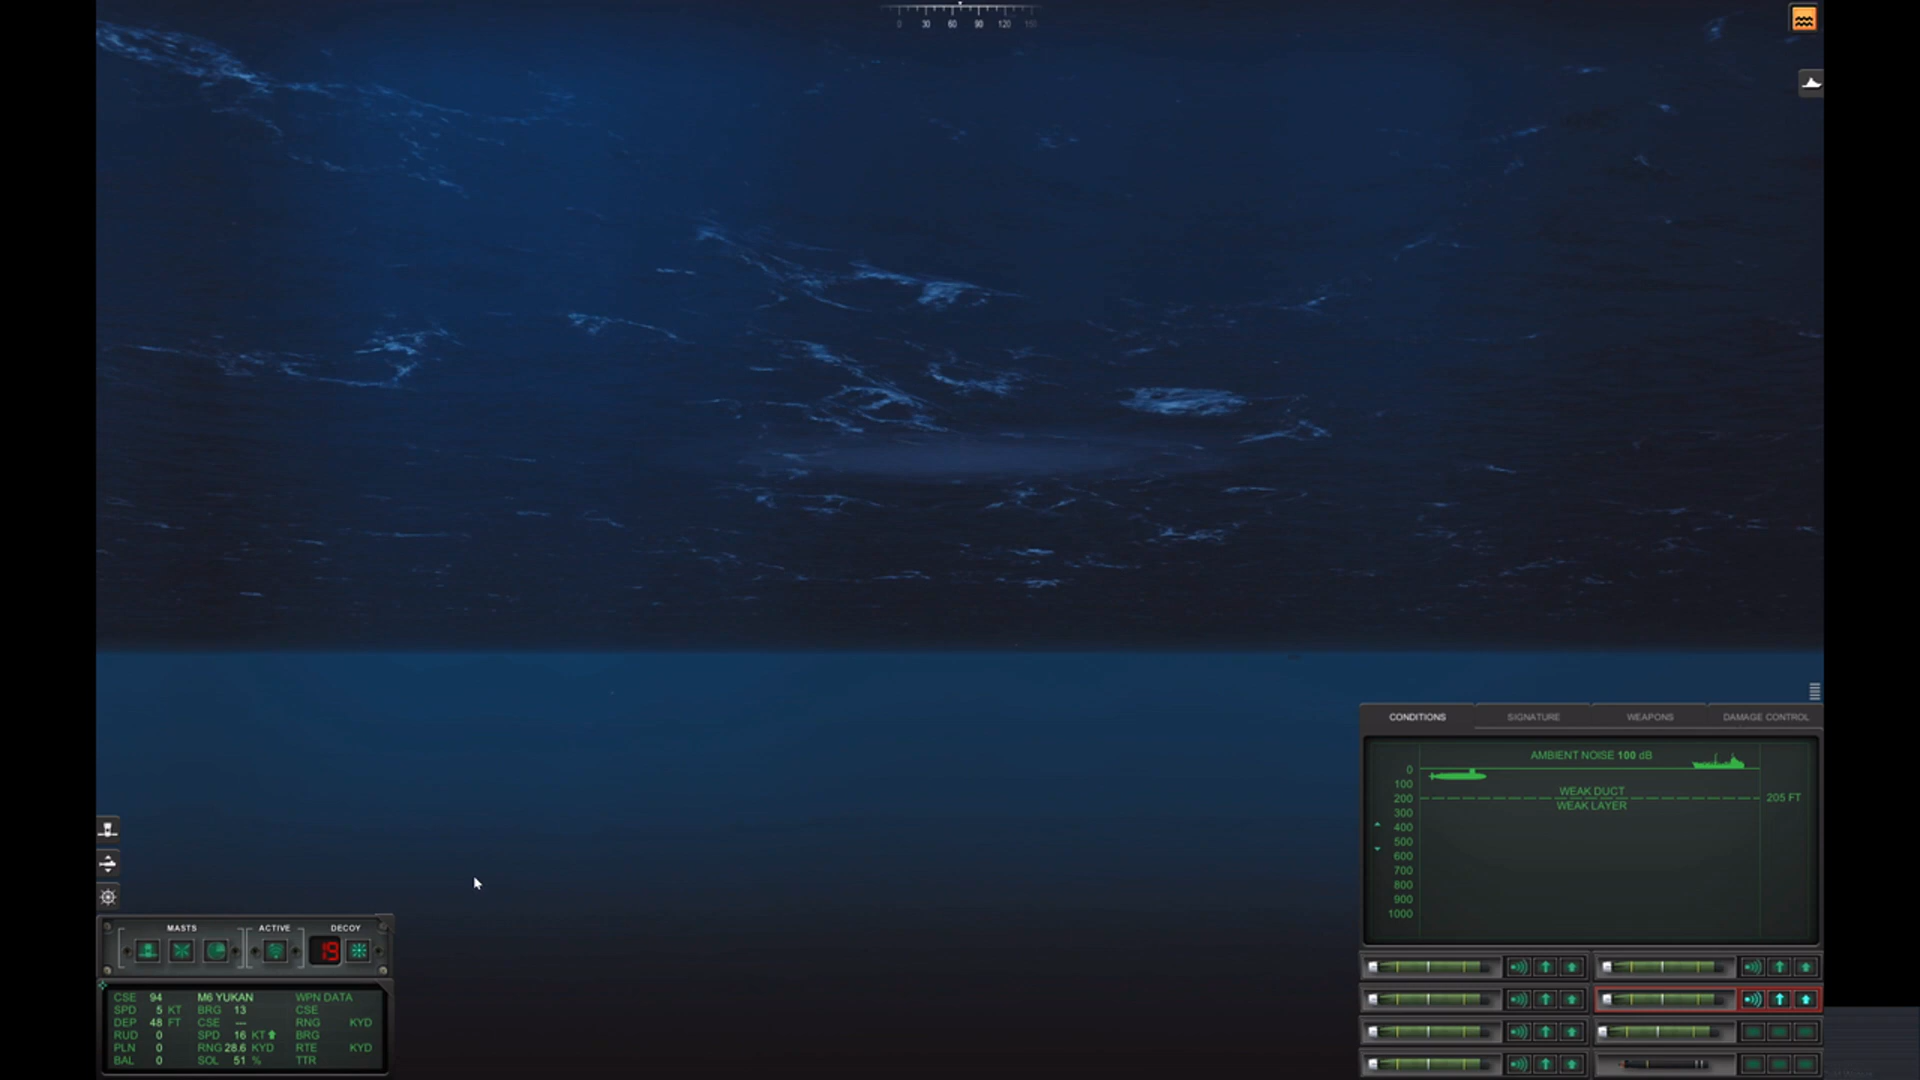 0 30 60 90 120 150
CONDITIONS SIGNATURE WEAPONS DAMAGE CONTROL
AMBIENT NOISE 100 dB
0
100
WEAK DUCT
200 205 FT
WEAK LAYER
300
400
500
600
700
800
900
1000
MASTS ACTIVE DECOY
19
CSE 94 M6 YUKAN WPN DATA
SPD 5 KT BRG 13 CSE
DEP 48 FT CSE --- RNG KYD
RUD 0 SPD 16 KT BRG
PLN 0 RNG 28.6 KYD RTE KYD
BAL 0 SOL 51 % TTR